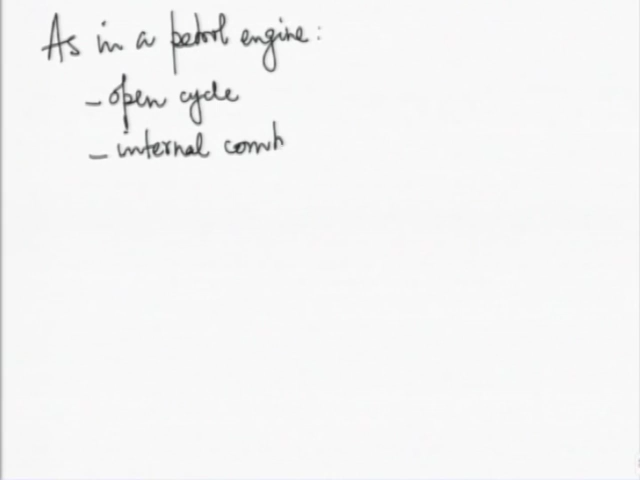 As in a petrol engine:
- open cycle
- internal comb